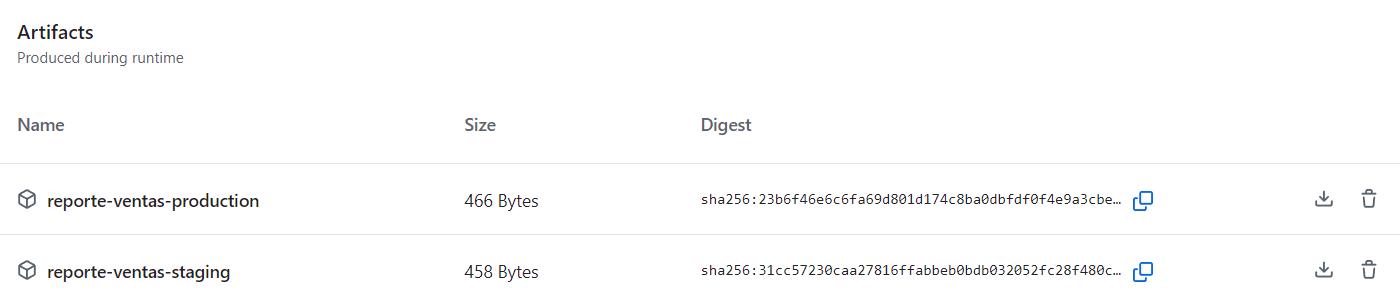 Artifacts
Produced during runtime
Name Size Digest
reporte-ventas-production 466 Bytes sha256:23b6f46e6c6fa69d801d174c8ba0dbfdf0f4e9a3cbe…
reporte-ventas-staging 458 Bytes sha256:31cc57230caa27816ffabbeb0bdb032052fc28f480c…